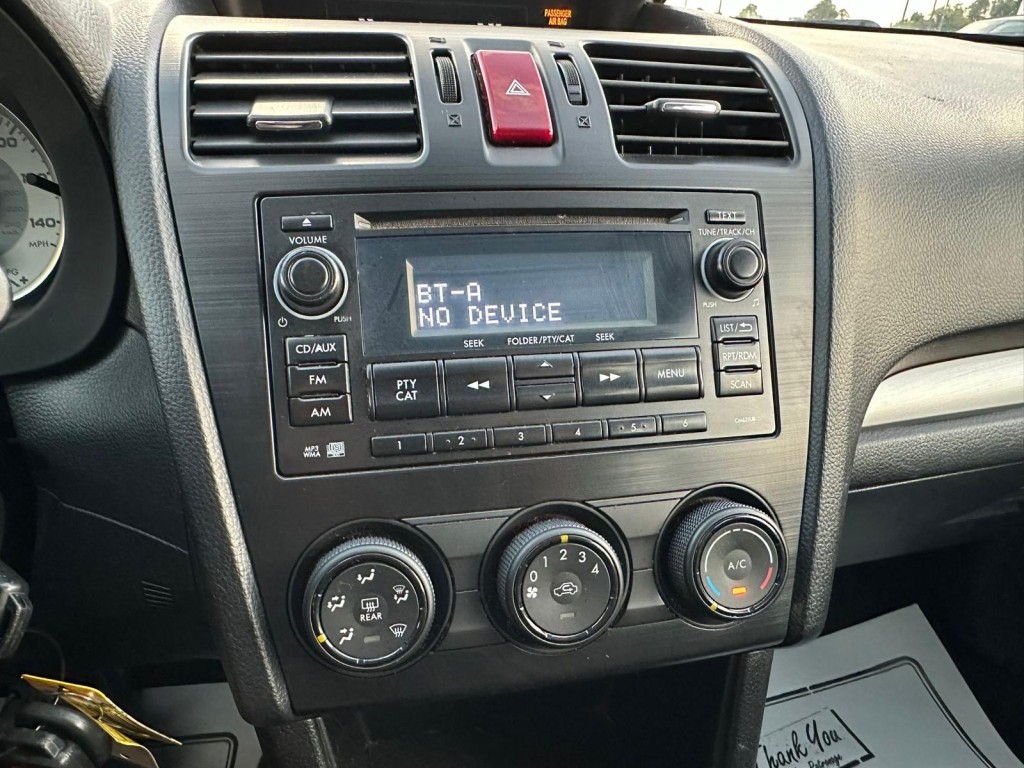 PASSENGER
AIR BAG
TEXT
VOLUME
TUNE/TRACK/CH
BT-A
NO DEVICE
PUSH
PUSH
SEEK
FOLDER/PTY/CAT
SEEK
CD/AUX
FM
AM
PTY
CAT
MENU
LIST/
RPT/RDM
SCAN
MP3
WMA
1
2
3
4
5
6
140
MPH
REAR
0
1
2
3
4
A/C
Thank You